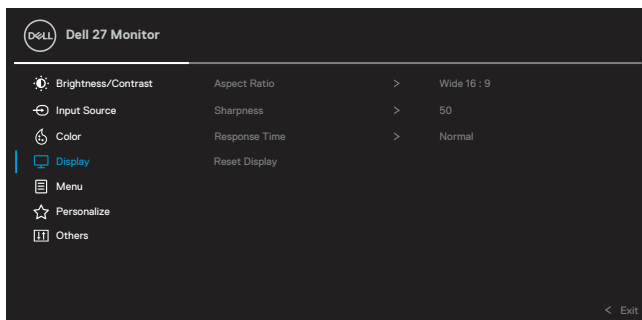 DELL Dell 27 Monitor
Brightness/Contrast Aspect Ratio > Wide 16 : 9
Input Source Sharpness > 50
Color Response Time > Normal
Display Reset Display
Menu
Personalize
Others
< Exit